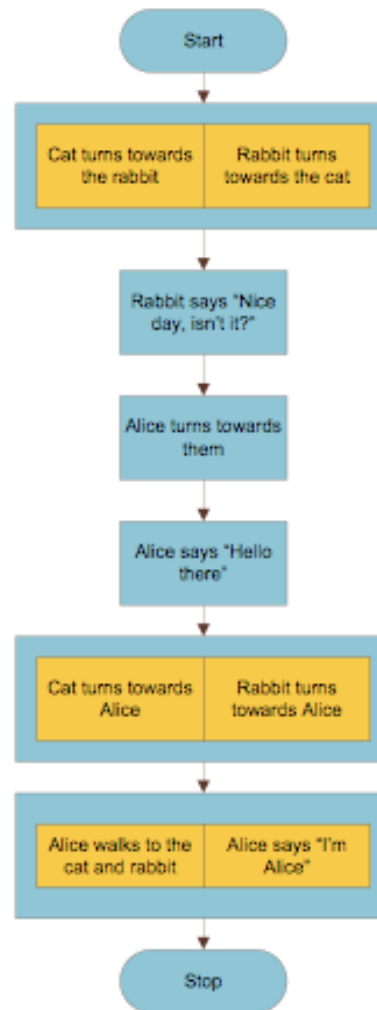 Start
Cat turns towards
the rabbit
Rabbit turns
towards the cat
Rabbit says “Nice
day, isn’t it?”
Alice turns towards
them
Alice says “Hello
there”
Cat turns towards
Alice
Rabbit turns
towards Alice
Alice walks to the
cat and rabbit
Alice says “I’m
Alice”
Stop